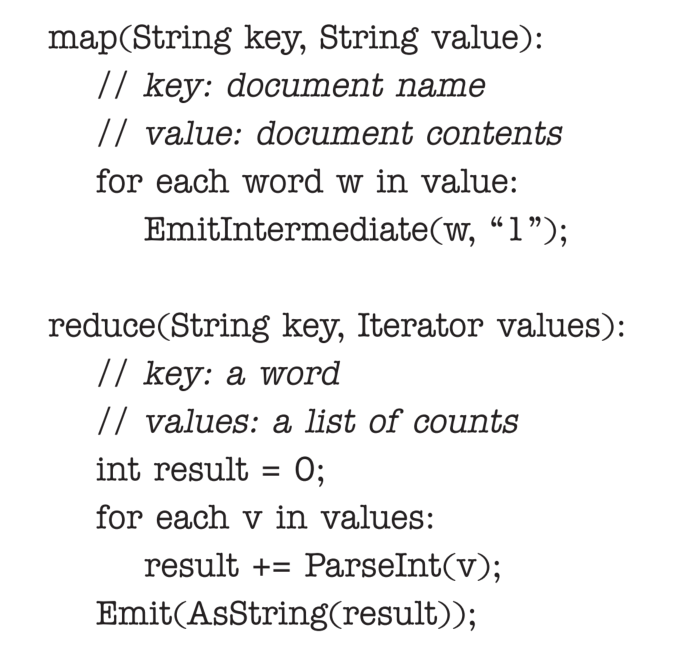 map(String key, String value):
// key: document name
// value: document contents
for each word w in value:
EmitIntermediate(w, “1”);
reduce(String key, Iterator values):
// key: a word
// values: a list of counts
int result = 0;
for each v in values:
result += ParseInt(v);
Emit(AsString(result));